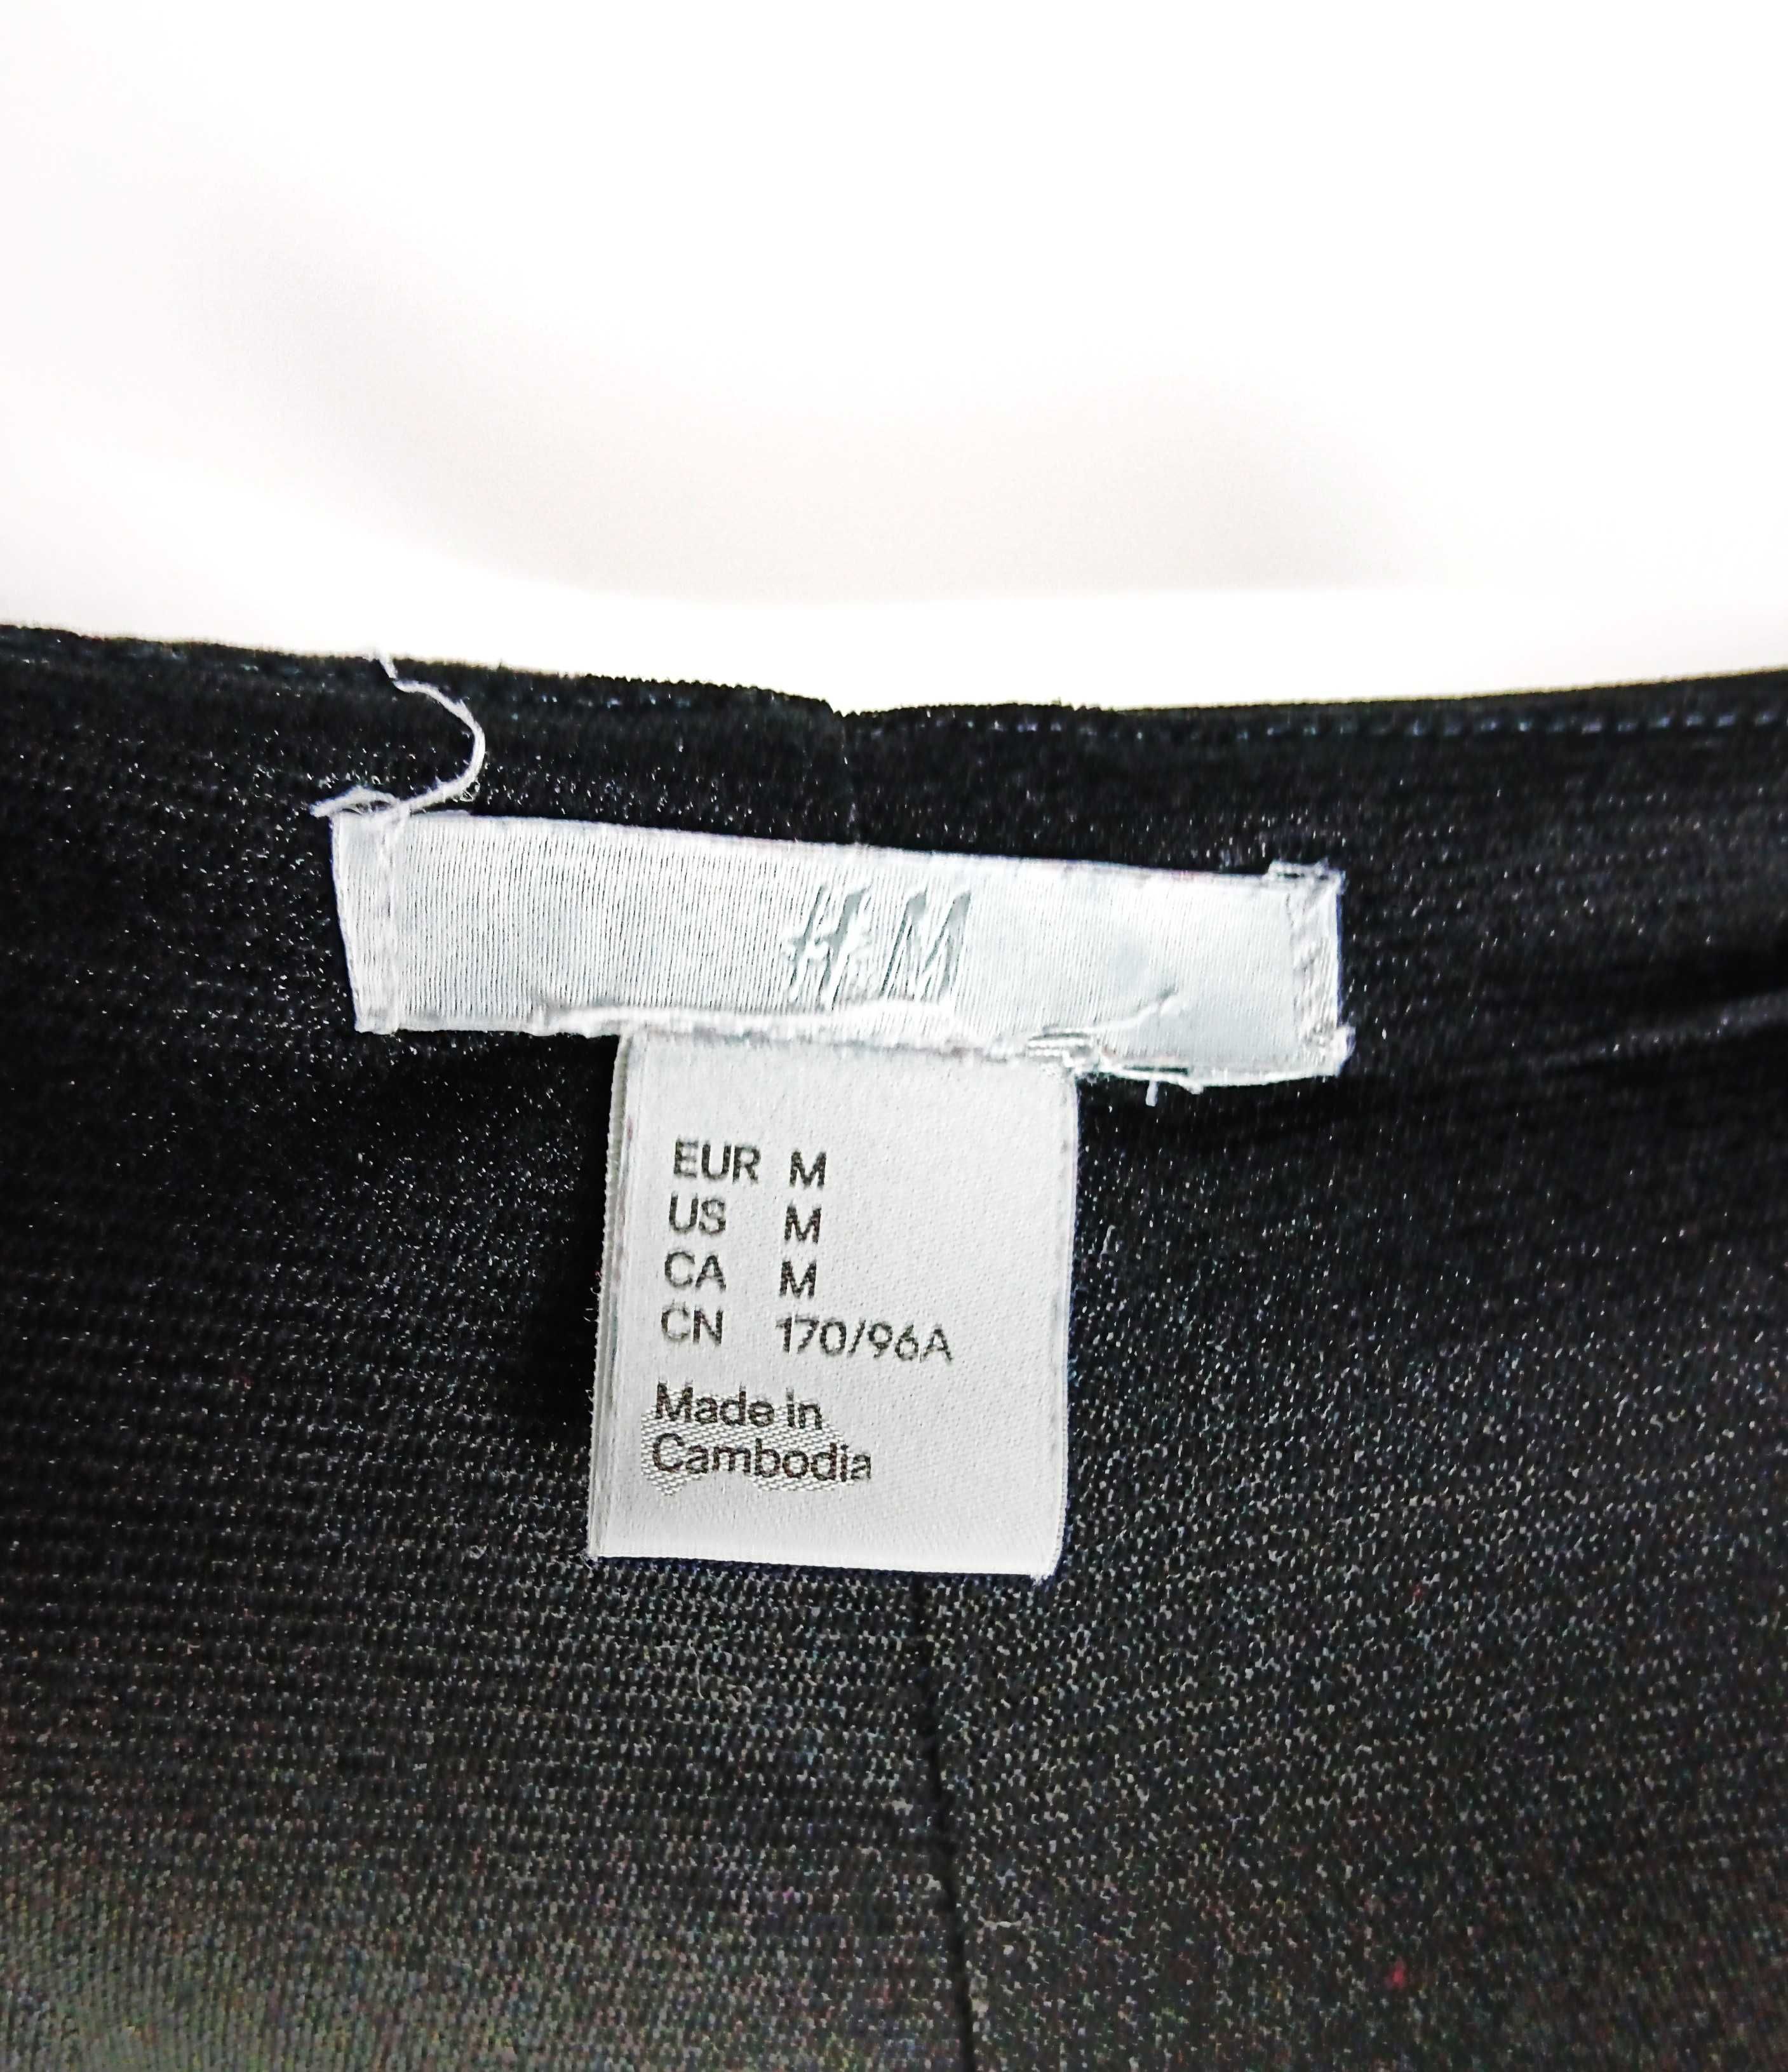 H&M
EUR M
US M
CA M
CN 170/96A
Made in
Cambodia